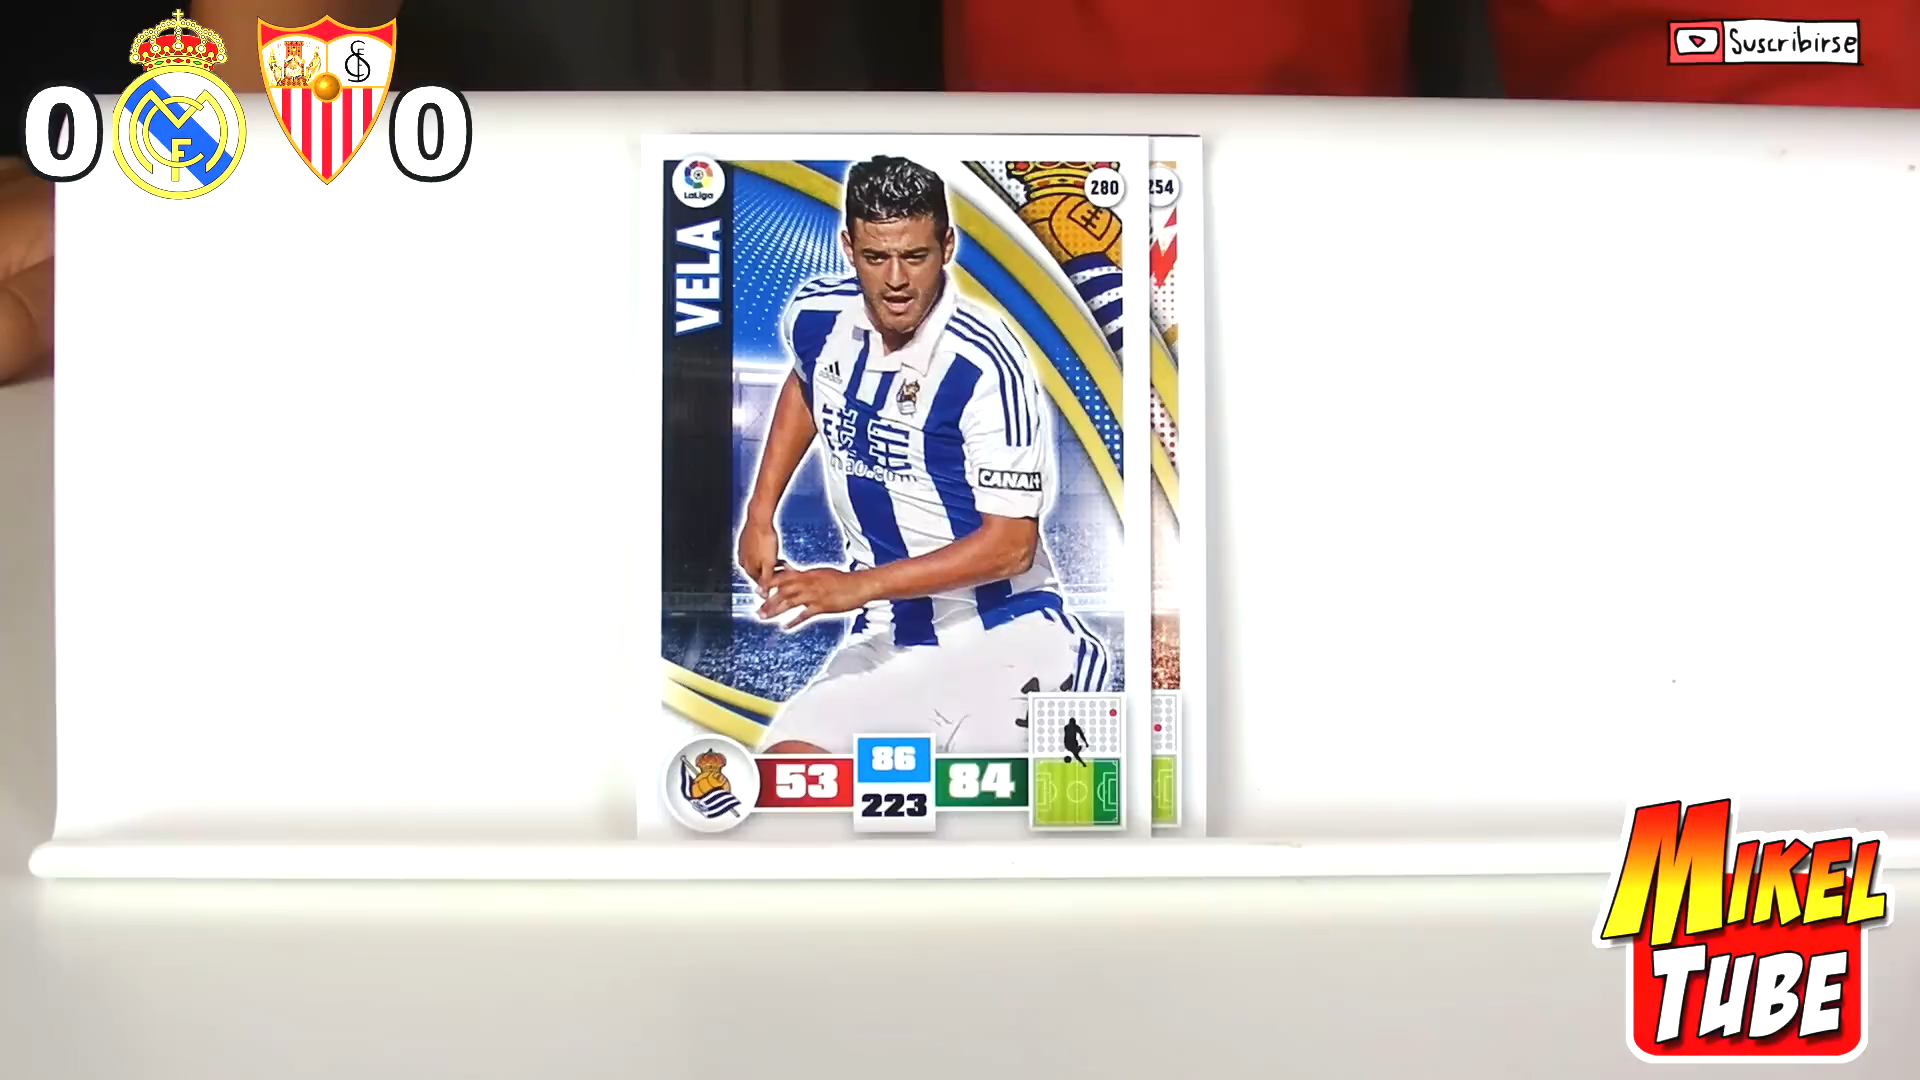 0 0
Suscribirse
LaLiga
280
254
VELA
CANAL+
86
53 84
223
MIKEL
TUBE